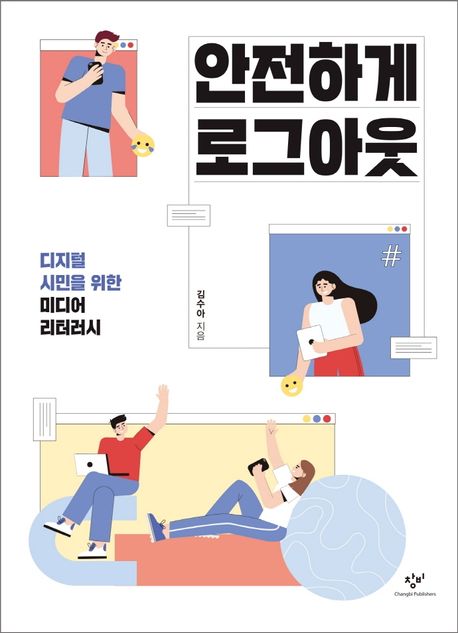 안전하게
로그아웃
디지털
시민을 위한
미디어
리터러시
김수아 지음
#
창비
Changbi Publishers